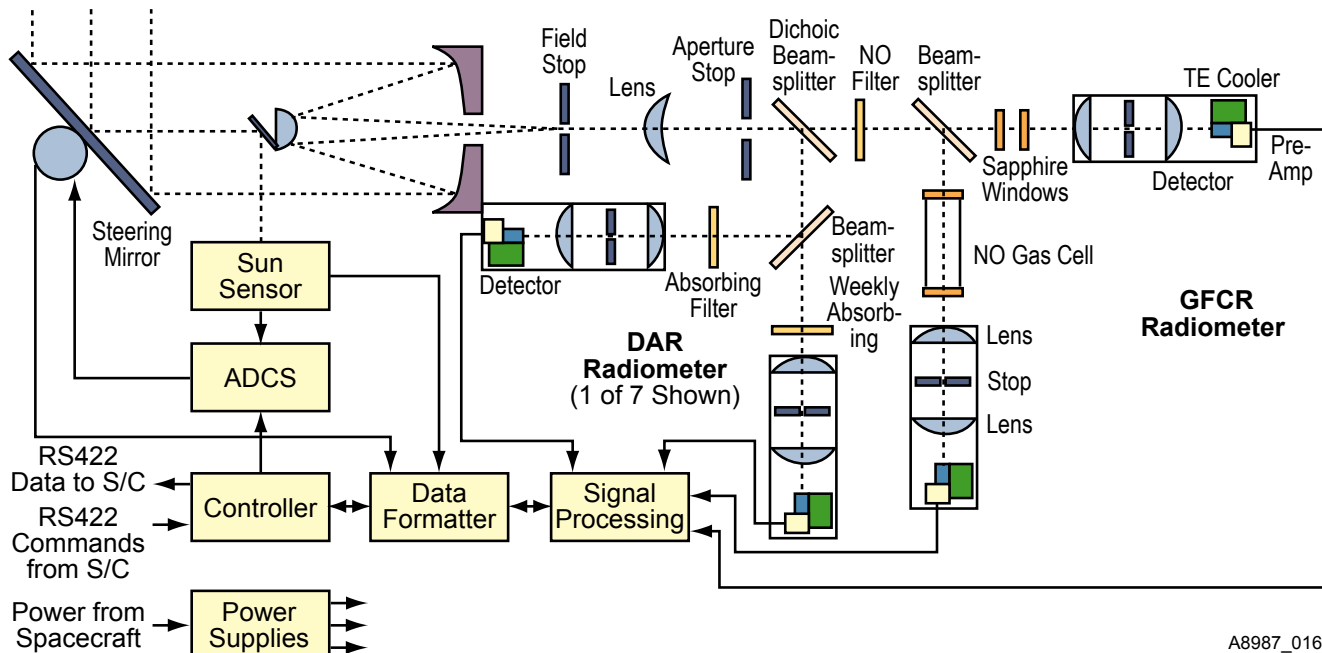 Field
Stop
Lens
Aperture
Stop
Dichoic
Beam-
splitter
NO
Filter
Beam-
splitter
TE Cooler
Sapphire
Windows
Detector
Pre-
Amp
Steering
Mirror
Sun
Sensor
Detector
Absorbing
Filter
Beam-
splitter
Weekly
Absorb-
ing
NO Gas Cell
GFCR
Radiometer
DAR
Radiometer
(1 of 7 Shown)
Lens
Stop
Lens
ADCS
RS422
Data to S/C
RS422
Commands
from S/C
Controller
Data
Formatter
Signal
Processing
Power from
Spacecraft
Power
Supplies
A8987_016